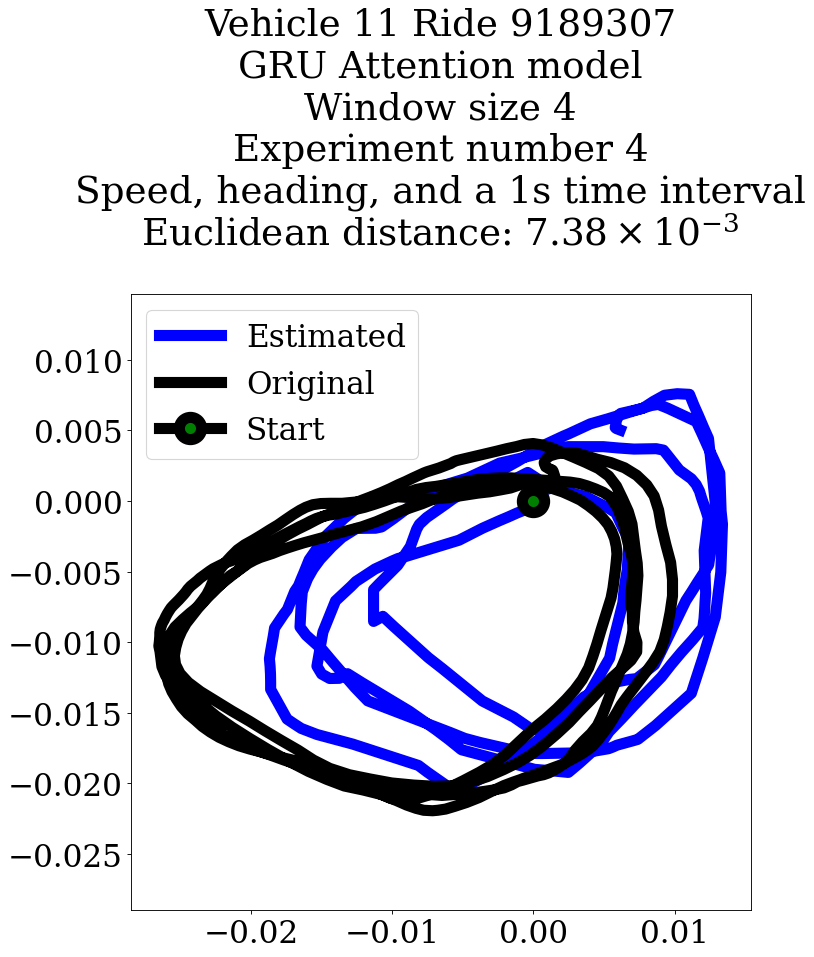 Vehicle 11 Ride 9189307
GRU Attention model
Window size 4
Experiment number 4
Speed, heading, and a 1s time interval
Euclidean distance: 7.38 × 10⁻³
Estimated
Original
Start
0.010
0.005
0.000
−0.005
−0.010
−0.015
−0.020
−0.025
−0.02 −0.01 0.00 0.01